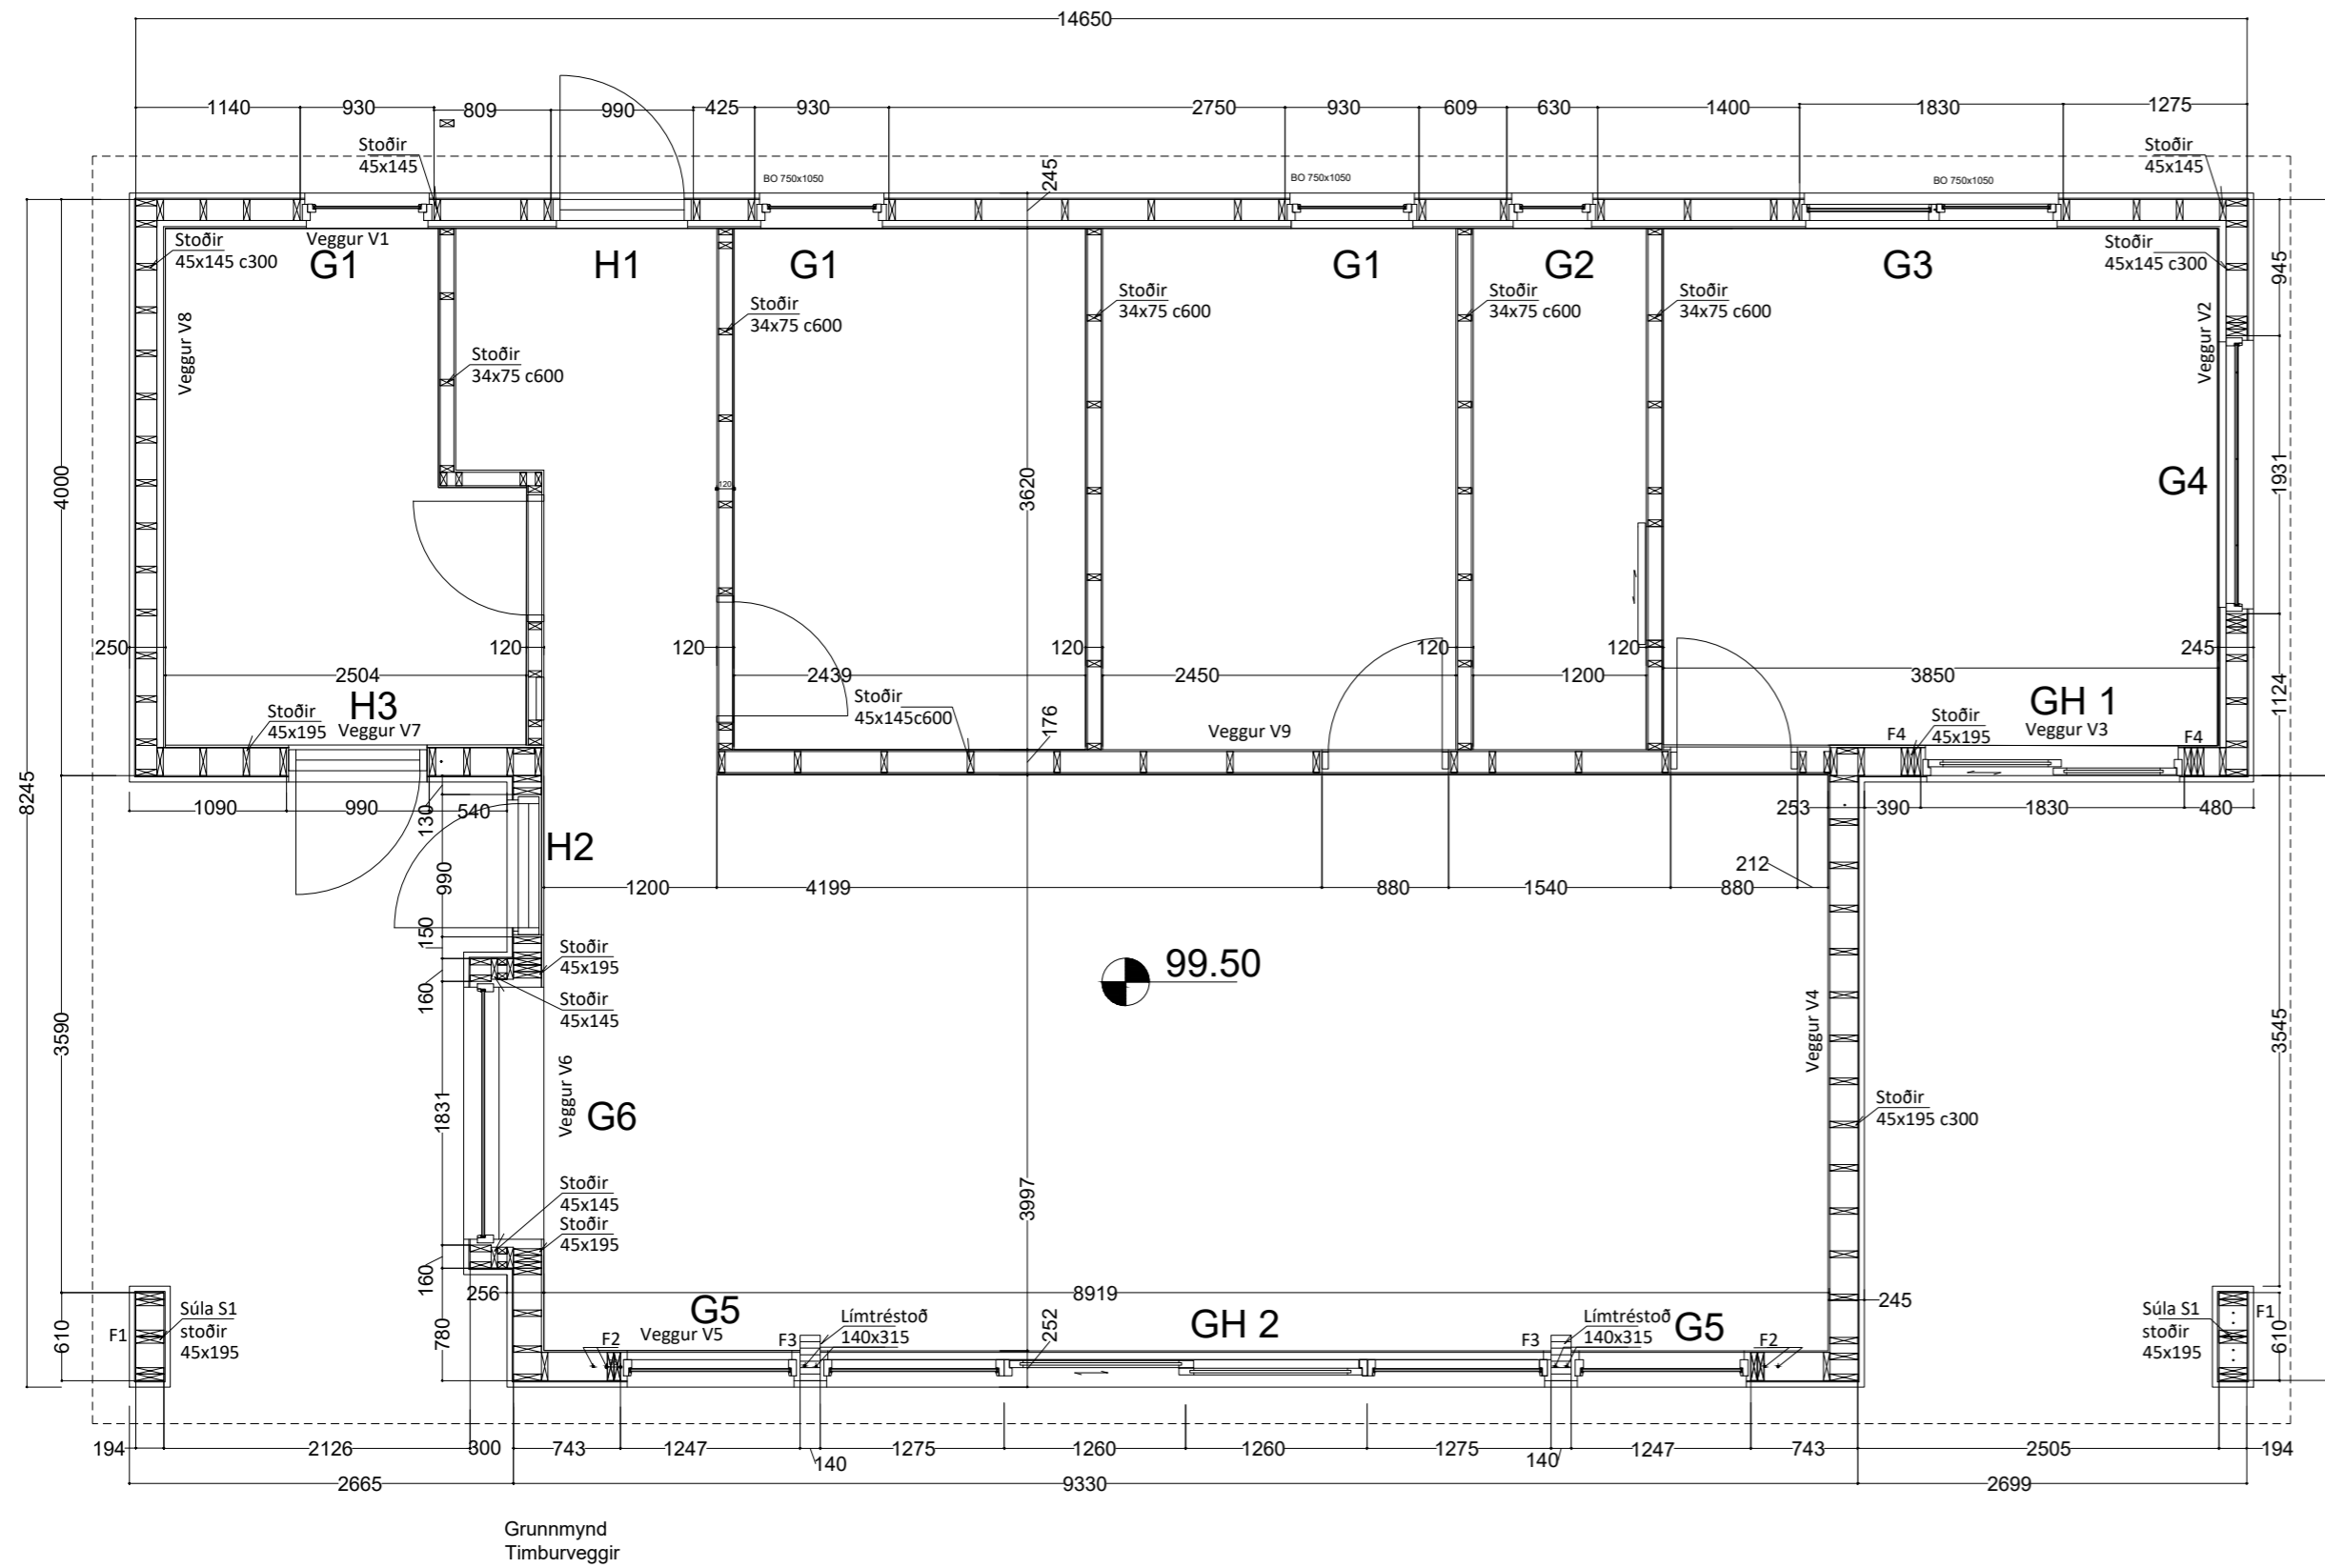 14650
1140 930 809 990 425 930 2750 930 609 630 1400 1830 1275
Stoðir
45x145
Stoðir
45x145
BO 750x1050
BO 750x1050
BO 750x1050
245
Stoðir
45x145 c300
Veggur V1
G1
H1
G1
G1
G2
G3
Stoðir
45x145 c300
945
Stoðir
34x75 c600
Stoðir
34x75 c600
Stoðir
34x75 c600
Stoðir
34x75 c600
Stoðir
34x75 c600
Veggur V8
Veggur V2
4000
120
3620
G4
1931
250
120
120
120
120
120
245
2504
2439
2450
1200
3850
H3
Stoðir
45x195
Veggur V7
Stoðir
45x145c600
176
Veggur V9
GH 1
Veggur V3
F4
Stoðir
45x195
F4
1124
8245
1090 990 540
130
253 390 1830 480
H2
990
212
1200 4199 880 1540 880
150
Stoðir
45x195
99.50
160
Stoðir
45x145
Veggur V4
3590
3545
Veggur V6
G6
1831
Stoðir
45x195 c300
Stoðir
45x145
Stoðir
45x195
3997
160
256
8919
245
Súla S1
stoðir
45x195
F1
610
780
G5
Veggur V5
F2
F3
Límtréstoð
140x315
252
GH 2
F3
Límtréstoð
140x315
G5
F2
Súla S1
stoðir
45x195
F1
610
194 2126 300 743 1247 140 1275 1260 1260 1275 140 1247 743 2505 194
2665 9330 2699
Grunnmynd
Timburveggir